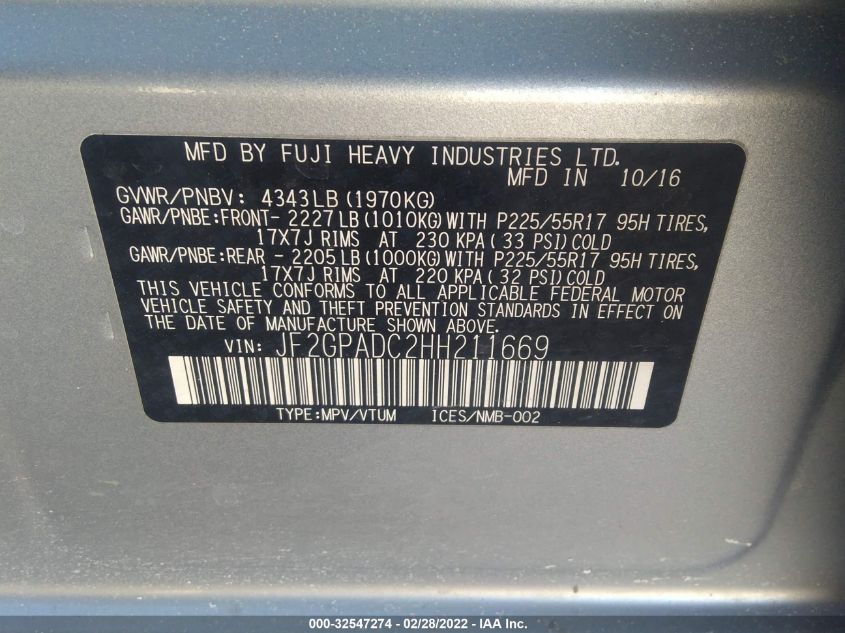 MFD BY FUJI HEAVY INDUSTRIES LTD.
MFD IN 10/16
GVWR/PNBV: 4343LB (1970KG)
GAWR/PNBE:FRONT- 2227LB (1010KG) WITH P225/55R17 95H TIRES,
17X7J RIMS AT 230 KPA ( 33 PSI) COLD
GAWR/PNBE:REAR - 2205LB (1000KG) WITH P225/55R17 95H TIRES,
17X7J RIMS AT 220 KPA ( 32 PSI) COLD
THIS VEHICLE CONFORMS TO ALL APPLICABLE FEDERAL MOTOR
VEHICLE SAFETY AND THEFT PREVENTION STANDARDS IN EFFECT ON
THE DATE OF MANUFACTURE SHOWN ABOVE.
VIN: JF2GPADC2HH211669
TYPE:MPV/VTUM ICES/NMB-002
000-32547274 - 02/28/2022 - IAA Inc.